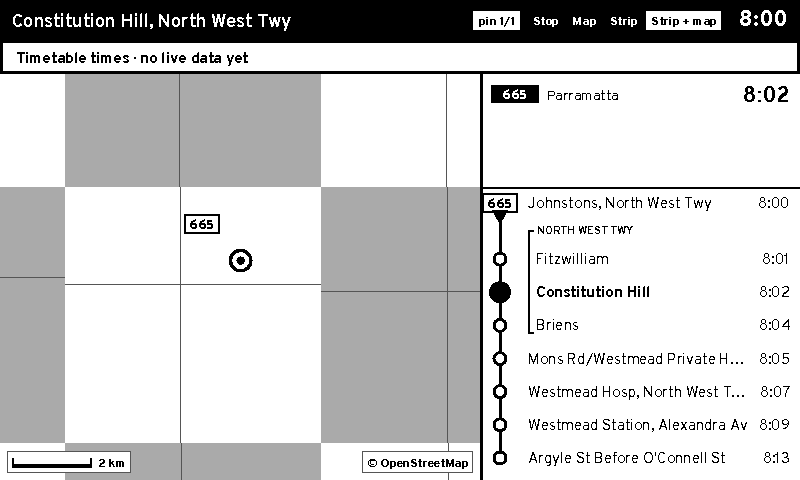 Constitution Hill, North West Twy
pin 1/1 Stop Map Strip Strip + map 8:00
Timetable times · no live data yet
665 Parramatta 8:02
665
665 Johnstons, North West Twy 8:00
NORTH WEST TWY
Fitzwilliam 8:01
Constitution Hill 8:02
Briens 8:04
Mons Rd/Westmead Private H... 8:05
Westmead Hosp, North West T... 8:07
Westmead Station, Alexandra Av 8:09
Argyle St Before O'Connell St 8:13
2 km
© OpenStreetMap